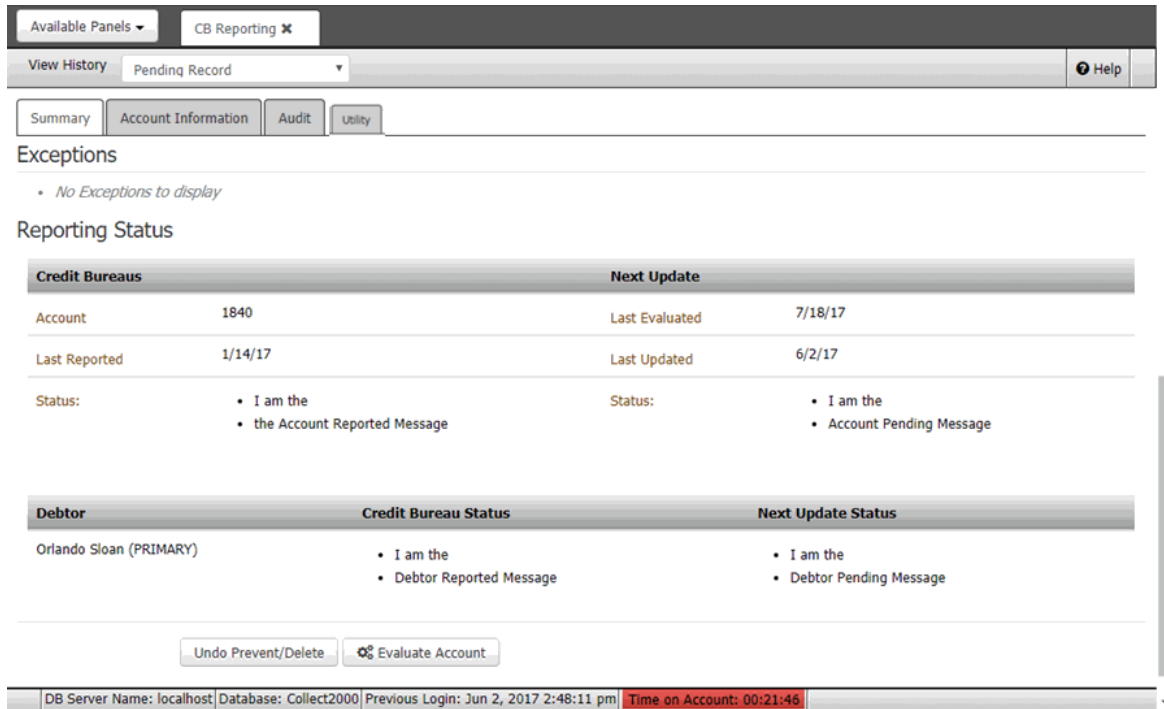 Available Panels CB Reporting ✖
View History Pending Record Help
Summary Account Information Audit Utility
Exceptions
• No Exceptions to display
Reporting Status
Credit Bureaus Next Update
Account 1840 Last Evaluated 7/18/17
Last Reported 1/14/17 Last Updated 6/2/17
Status: • I am the Status: • I am the
• the Account Reported Message • Account Pending Message
Debtor Credit Bureau Status Next Update Status
Orlando Sloan (PRIMARY) • I am the • I am the
• Debtor Reported Message • Debtor Pending Message
Undo Prevent/Delete Evaluate Account
DB Server Name: localhost Database: Collect2000 Previous Login: Jun 2, 2017 2:48:11 pm Time on Account: 00:21:46